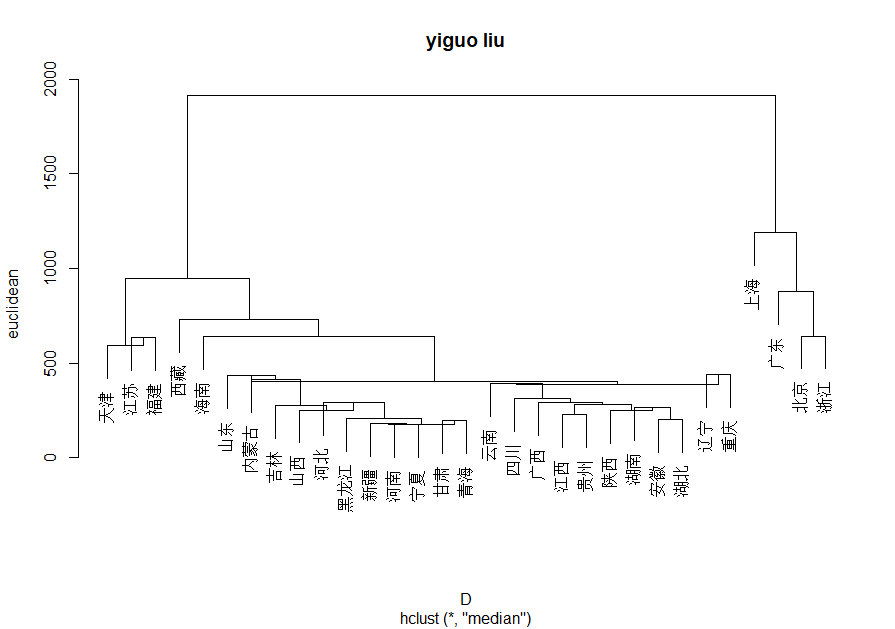 yiguo liu
euclidean
2000
1500
1000
500
0
天津
江苏
福建
西藏
海南
山东
内蒙古
吉林
山西
河北
黑龙江
新疆
河南
宁夏
甘肃
青海
云南
四川
广西
江西
贵州
陕西
湖南
安徽
湖北
辽宁
重庆
上海
广东
北京
浙江
D
hclust (*, "median")